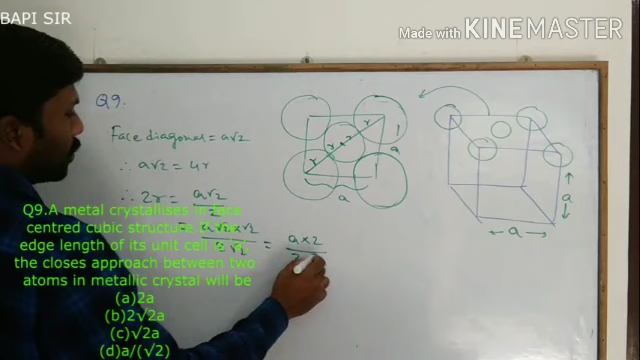 BAPI SIR
Made with KINEMASTER
Q9.
Face diagonal = a√2
∴ a√2 = 4r
∴ 2r = a√2
= a × 2
r r r r
a
a
a
a
Q9.A metal crystallises in face
centred cubic structure if the
edge length of its unit cell is
the closes approach between two
atoms in metallic crystal will be
(a)2a
(b)2√2a
(c)√2a
(d)a/(√2)